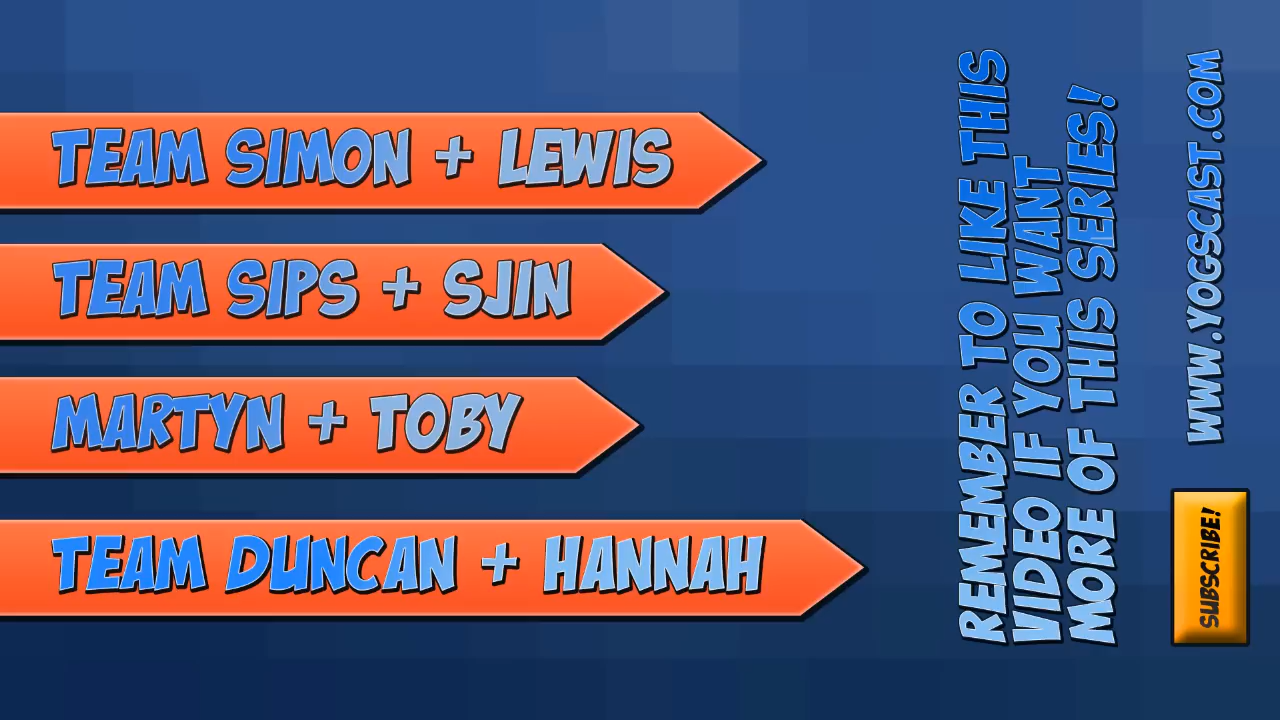 TEAM SIMON + LEWIS
TEAM SIPS + SJIN
MARTYN + TOBY
TEAM DUNCAN + HANNAH
REMEMBER TO LIKE THIS
VIDEO IF YOU WANT
MORE OF THIS SERIES!
WWW.YOGSCAST.COM
SUBSCRIBE!